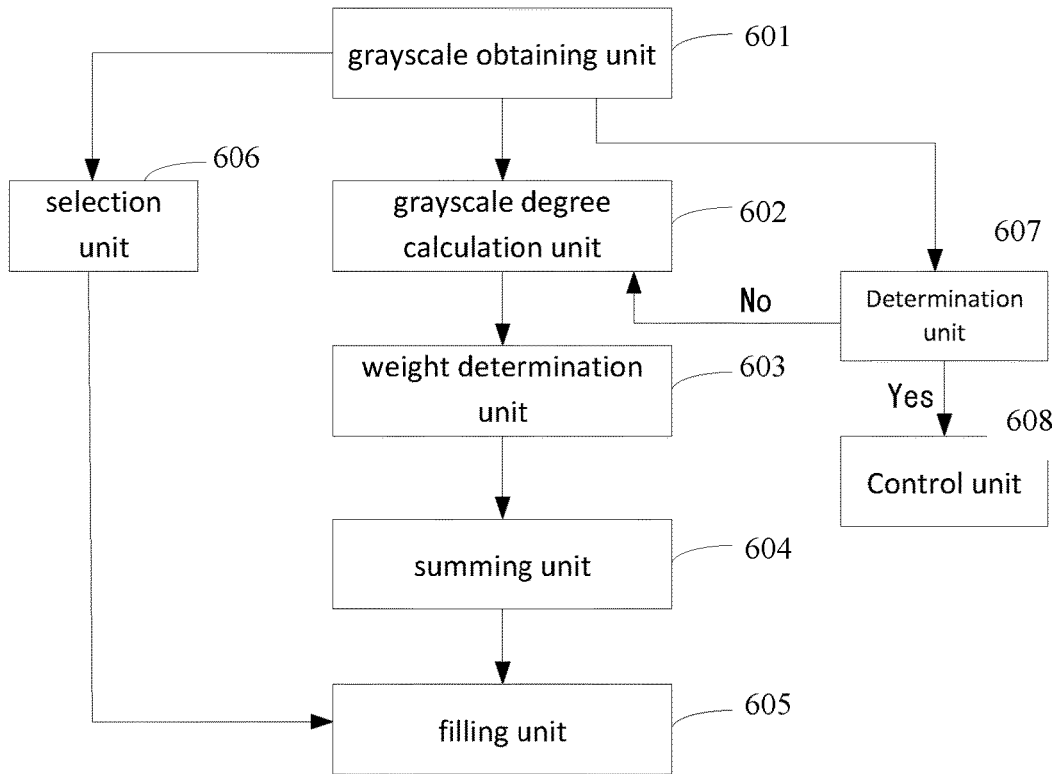 grayscale obtaining unit
601
606
selection
unit
grayscale degree
calculation unit
602
607
Determination
unit
No
weight determination
unit
603
Yes
608
Control unit
summing unit
604
filling unit
605